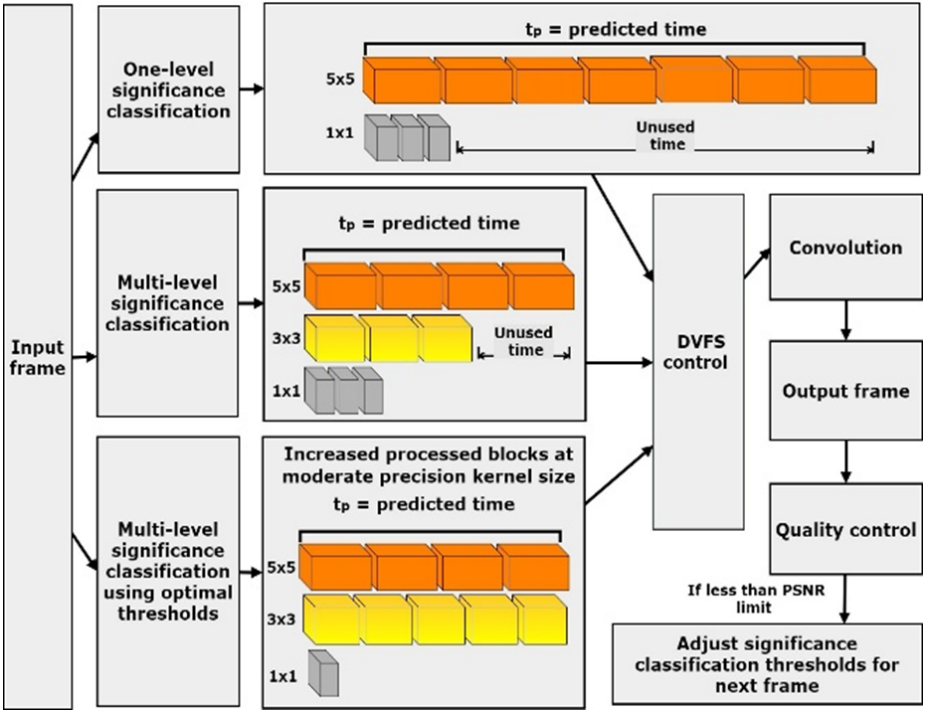 Input
frame
One-level
significance
classification
tₚ = predicted time
5x5
1x1
Unused
time
Multi-level
significance
classification
tₚ = predicted time
5x5
3x3
Unused
time
1x1
Multi-level
significance
classification
using optimal
thresholds
Increased processed blocks at
moderate precision kernel size
tₚ = predicted time
5x5
3x3
1x1
DVFS
control
Convolution
Output frame
Quality control
If less than PSNR
limit
Adjust significance
classification thresholds for
next frame